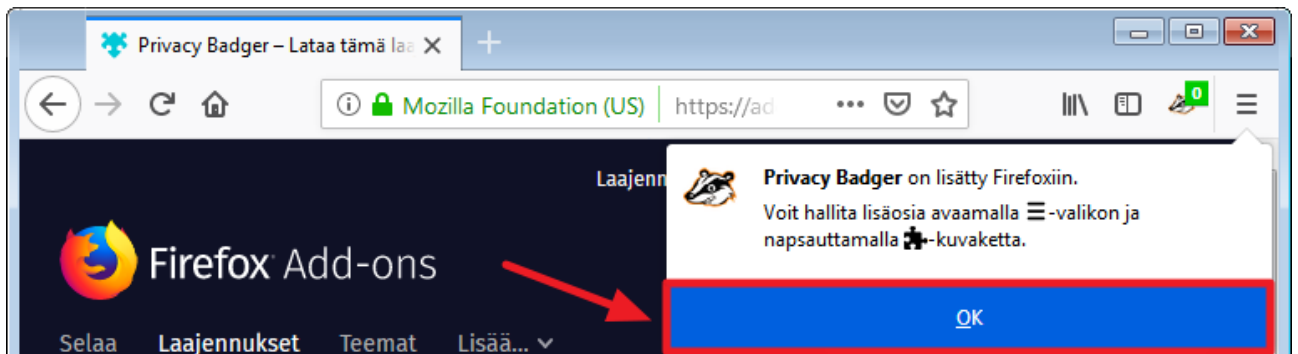 Privacy Badger – Lataa tämä laa
Mozilla Foundation (US) https://ad
0
Laajenn
Privacy Badger on lisätty Firefoxiin.
Voit hallita lisäosia avaamalla ☰-valikon ja
napsauttamalla -kuvaketta.
Firefox Add-ons
OK
Selaa Laajennukset Teemat Lisää...